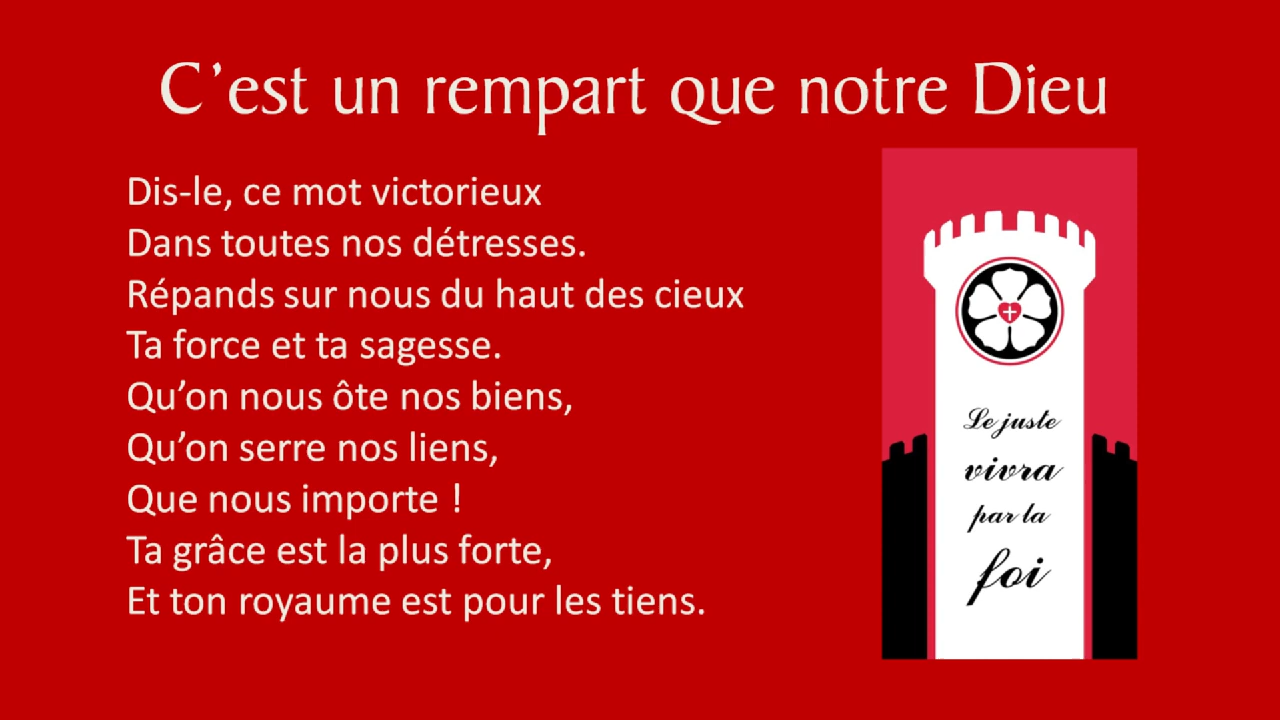 C'est un rempart que notre Dieu
Dis-le, ce mot victorieux
Dans toutes nos détresses.
Répands sur nous du haut des cieux
Ta force et ta sagesse.
Qu’on nous ôte nos biens,
Qu’on serre nos liens,
Que nous importe !
Ta grâce est la plus forte,
Et ton royaume est pour les tiens.
Le juste
vivra
par la
foi